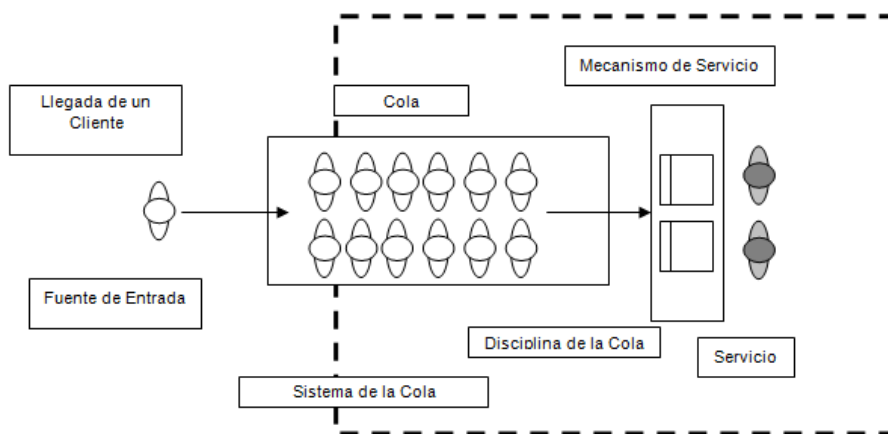 Mecanismo de Servicio
Llegada de un
Cliente
Cola
Fuente de Entrada
Disciplina de la Cola
Servicio
Sistema de la Cola